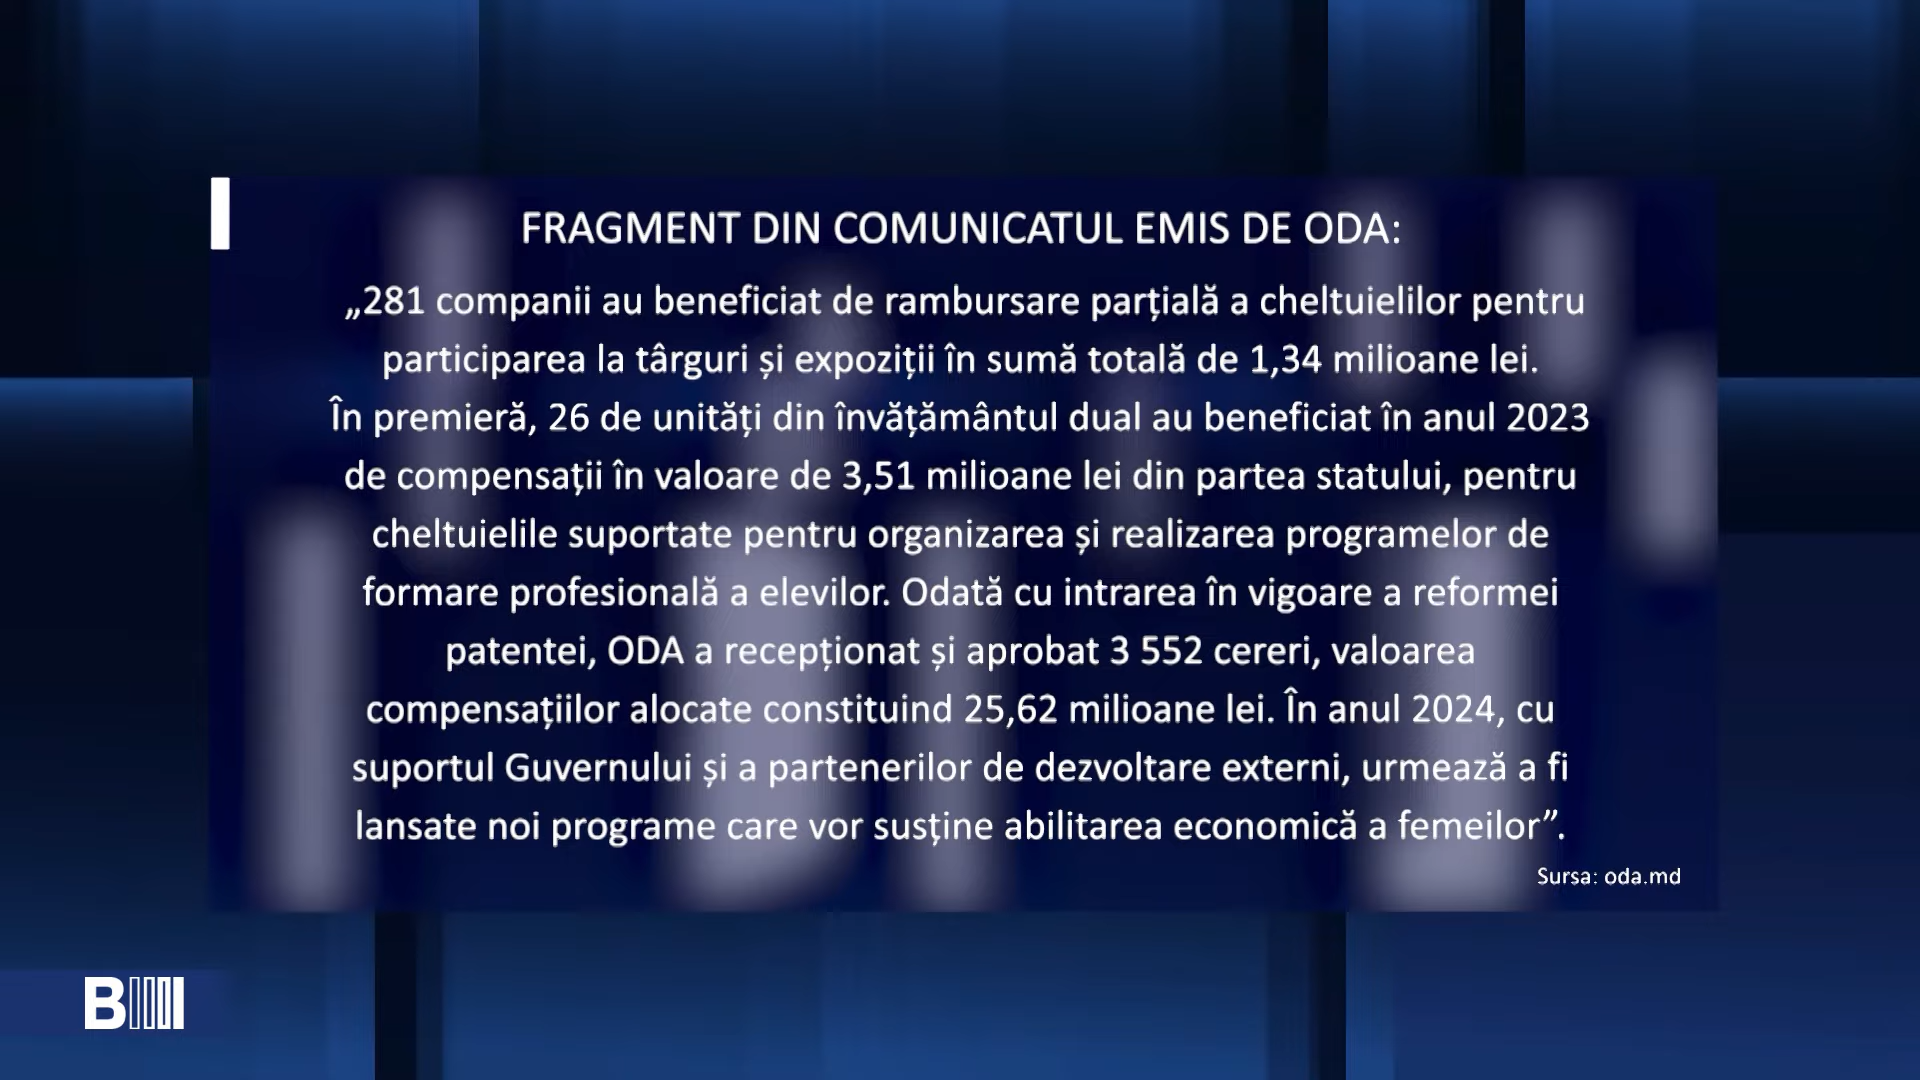 FRAGMENT DIN COMUNICATUL EMIS DE ODA:
„281 companii au beneficiat de rambursare parțială a cheltuielilor pentru
participarea la târguri și expoziții în sumă totală de 1,34 milioane lei.
În premieră, 26 de unități din învățământul dual au beneficiat în anul 2023
de compensații în valoare de 3,51 milioane lei din partea statului, pentru
cheltuielile suportate pentru organizarea și realizarea programelor de
formare profesională a elevilor. Odată cu intrarea în vigoare a reformei
patentei, ODA a recepționat și aprobat 3 552 cereri, valoarea
compensațiilor alocate constituind 25,62 milioane lei. În anul 2024, cu
suportul Guvernului și a partenerilor de dezvoltare externi, urmează a fi
lansate noi programe care vor susține abilitarea economică a femeilor”.
Sursa: oda.md
B